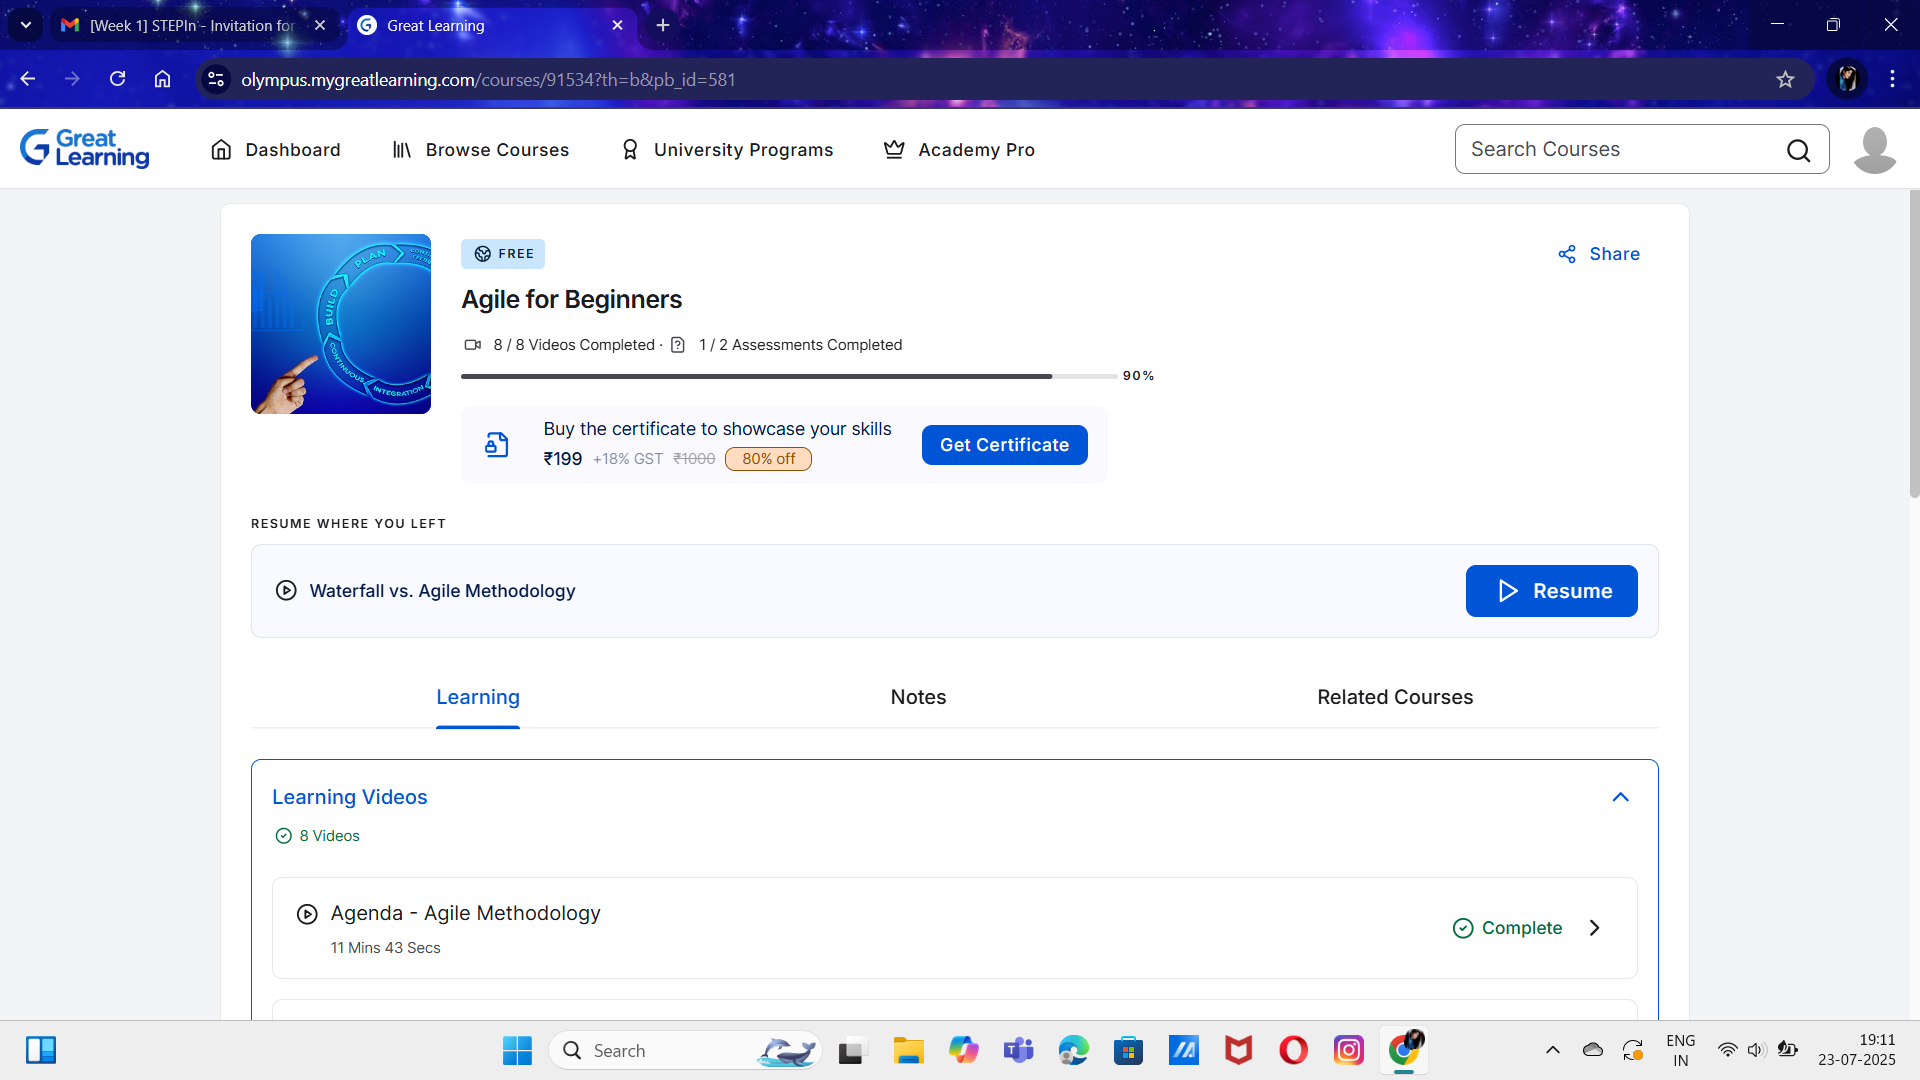 [Week 1] STEPIn - Invitation for
Great Learning
olympus.mygreatlearning.com/courses/91534?th=b&pb_id=581
Great Learning
Dashboard
Browse Courses
University Programs
Academy Pro
Search Courses
PLAN
BUILD
CONTINUOUS
INTEGRATION
FREE
Share
Agile for Beginners
8 / 8 Videos Completed · 1 / 2 Assessments Completed
90%
Buy the certificate to showcase your skills
₹199 +18% GST ₹1000 80% off
Get Certificate
RESUME WHERE YOU LEFT
Waterfall vs. Agile Methodology
Resume
Learning
Notes
Related Courses
Learning Videos
8 Videos
Agenda - Agile Methodology
11 Mins 43 Secs
Complete
Search
ENG
IN
19:11
23-07-2025